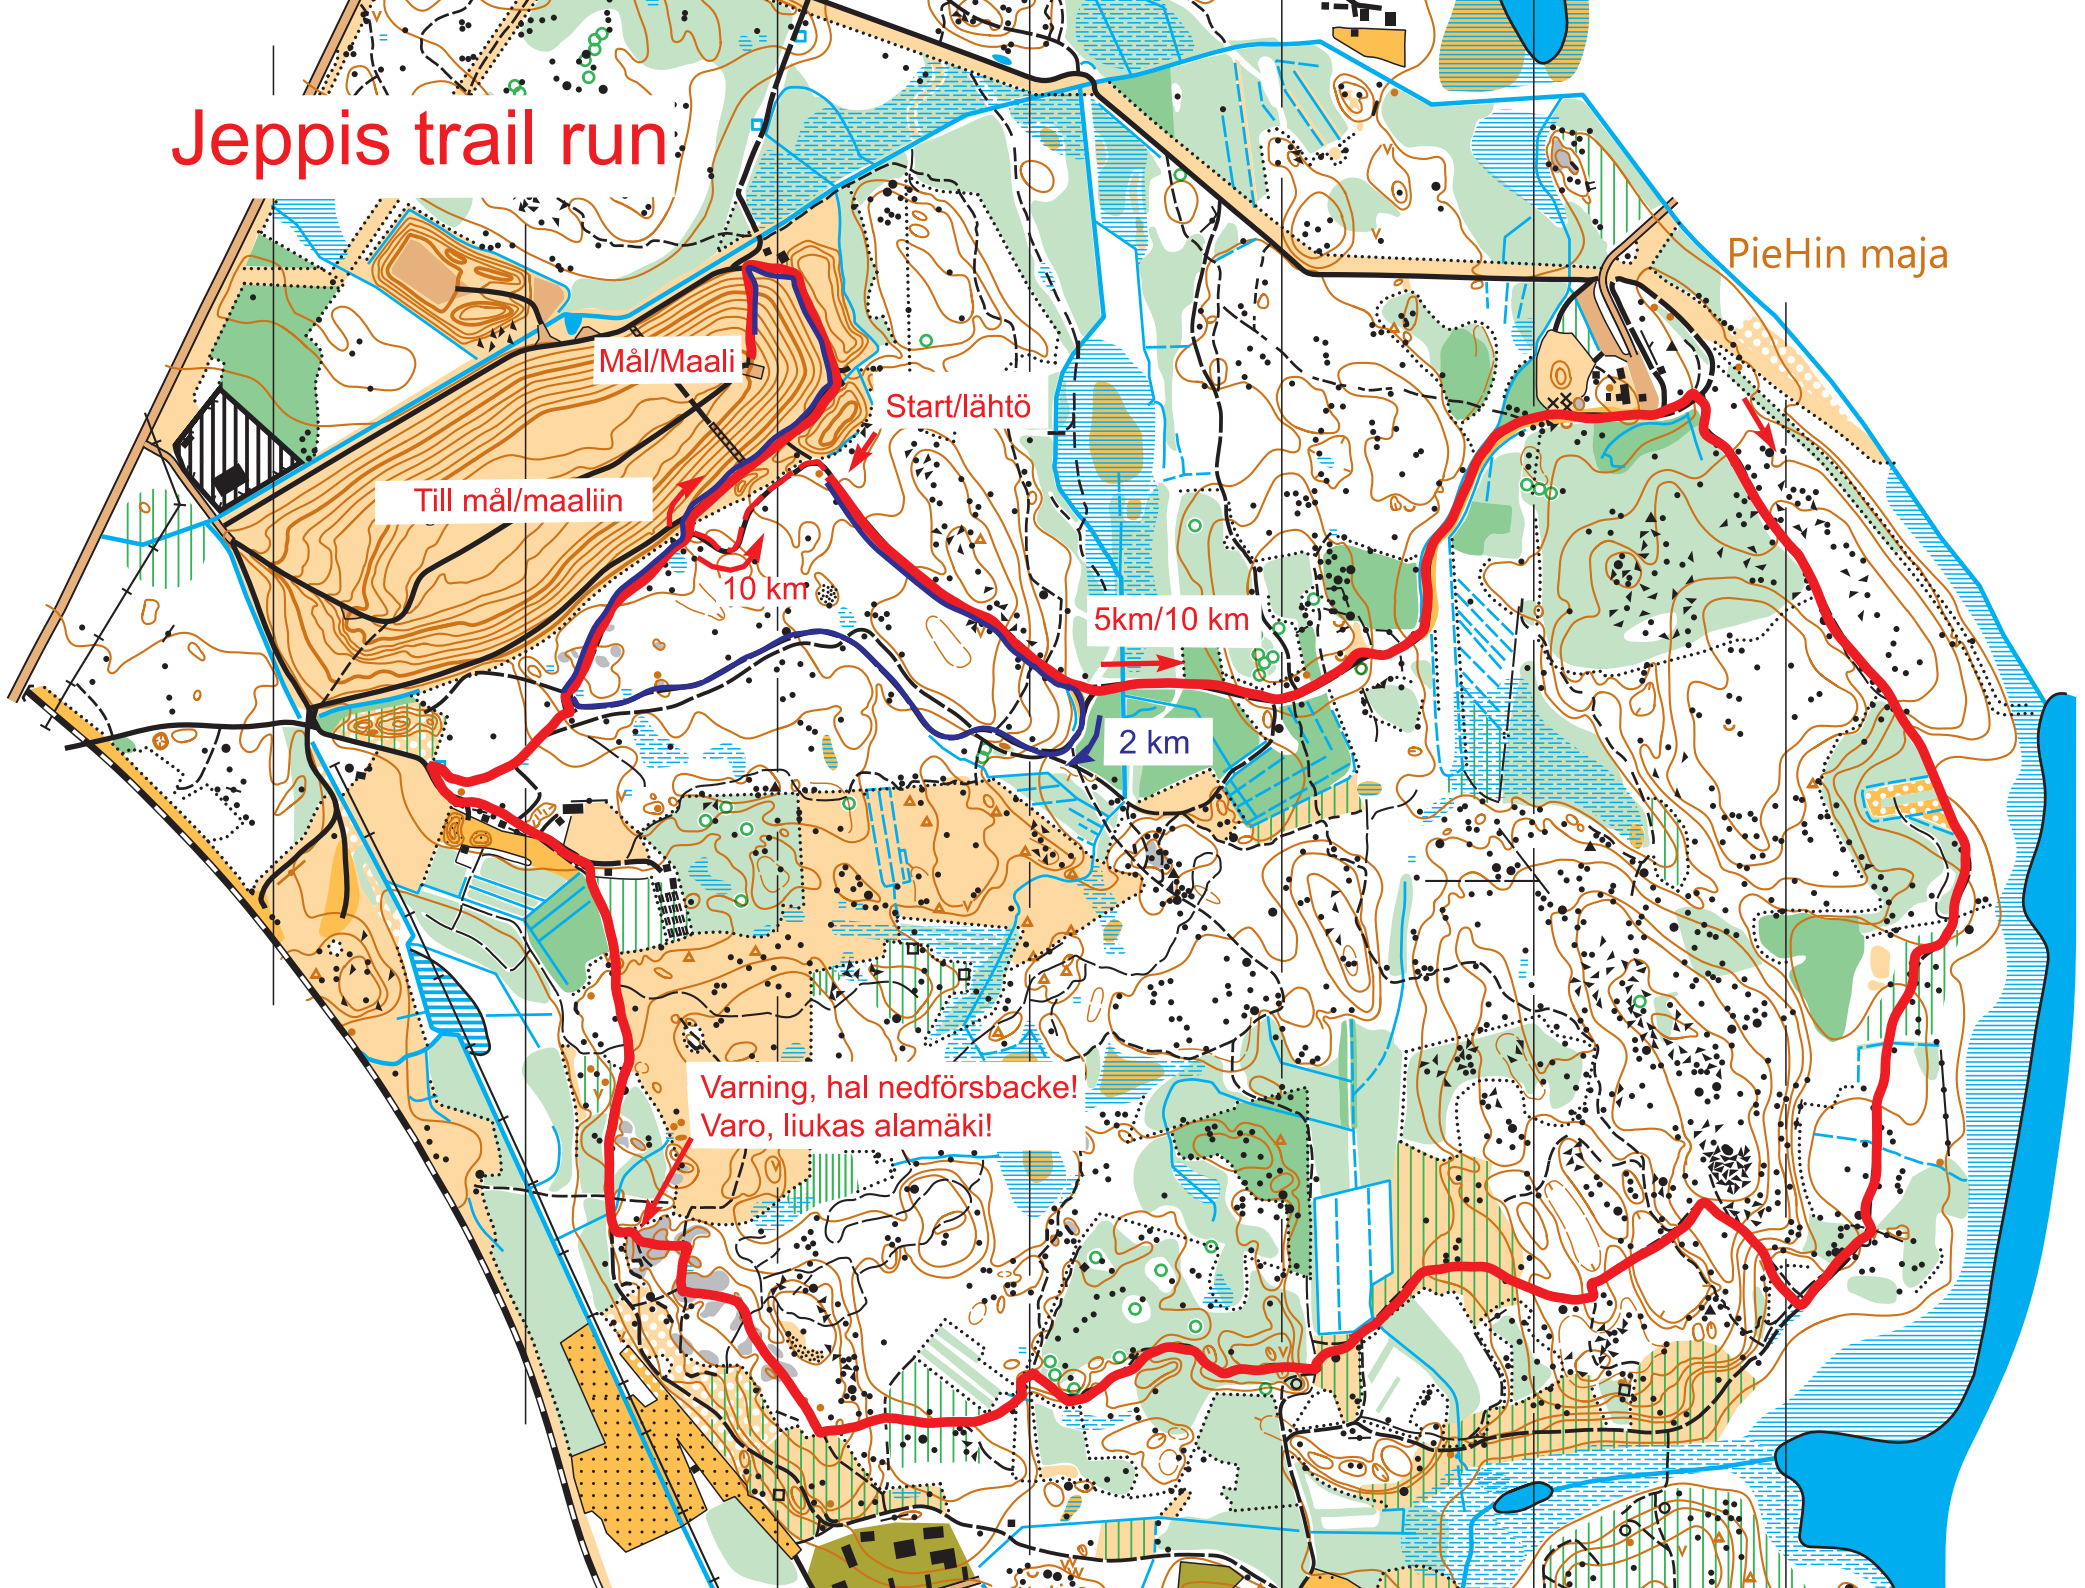 Jeppis trail run
PieHin maja
Mål/Maali
Start/lähtö
Till mål/maaliin
10 km
5km/10 km
2 km
Varning, hal nedförsbacke!
Varo, liukas alamäki!